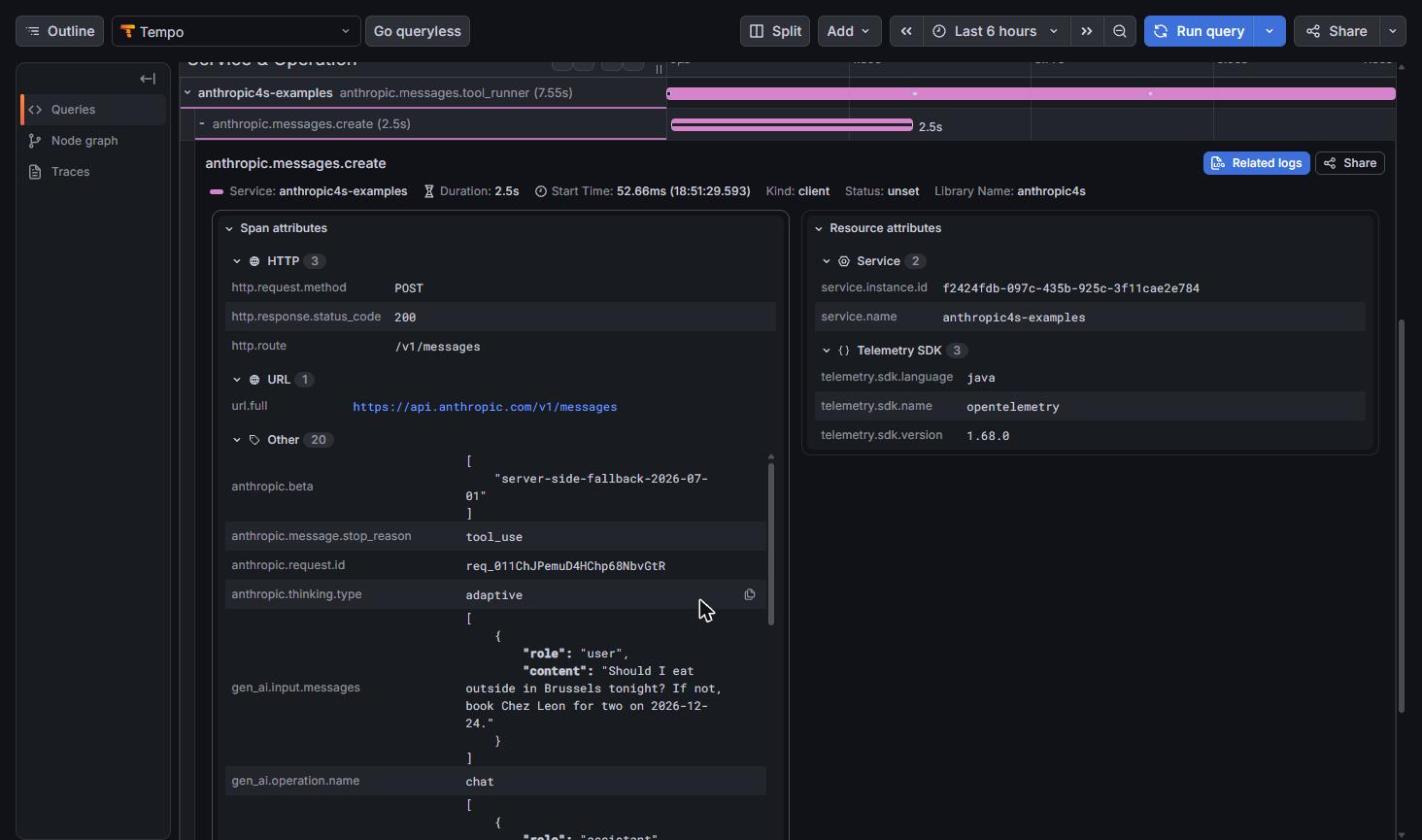 Outline
Tempo
Go queryless
Split
Add
Last 6 hours
Run query
Share
Queries
Node graph
Traces
Service & Operation
anthropic4s-examples anthropic.messages.tool_runner (7.55s)
anthropic.messages.create (2.5s)
2.5s
anthropic.messages.create
Related logs
Share
Service: anthropic4s-examples Duration: 2.5s Start Time: 52.66ms (18:51:29.593) Kind: client Status: unset Library Name: anthropic4s
Span attributes
HTTP 3
http.request.method POST
http.response.status_code 200
http.route /v1/messages
URL 1
url.full https://api.anthropic.com/v1/messages
Other 20
anthropic.beta
[
"server-side-fallback-2026-07-
01"
]
anthropic.message.stop_reason tool_use
anthropic.request.id req_011ChJPemuD4HChp68NbvGtR
anthropic.thinking.type adaptive
gen_ai.input.messages
[
{
"role": "user",
"content": "Should I eat
outside in Brussels tonight? If not,
book Chez Leon for two on 2026-12-
24."
}
]
gen_ai.operation.name chat
[
{
"role": "assistant"
Resource attributes
Service 2
service.instance.id f2424fdb-097c-435b-925c-3f11cae2e784
service.name anthropic4s-examples
Telemetry SDK 3
telemetry.sdk.language java
telemetry.sdk.name opentelemetry
telemetry.sdk.version 1.68.0